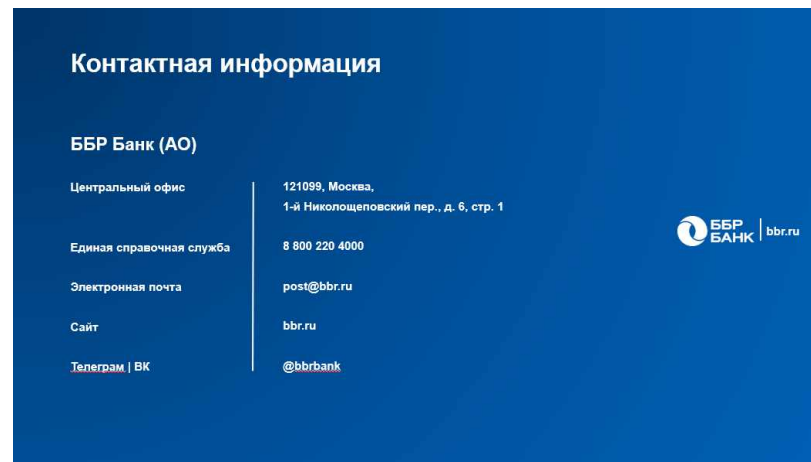 Контактная информация
ББР Банк (АО)
Центральный офис
121099, Москва,
1-й Николощеповский пер., д. 6, стр. 1
Единая справочная служба
8 800 220 4000
Электронная почта
post@bbr.ru
Сайт
bbr.ru
Телеграм | ВК
@bbrbank
ББР
БАНК
bbr.ru